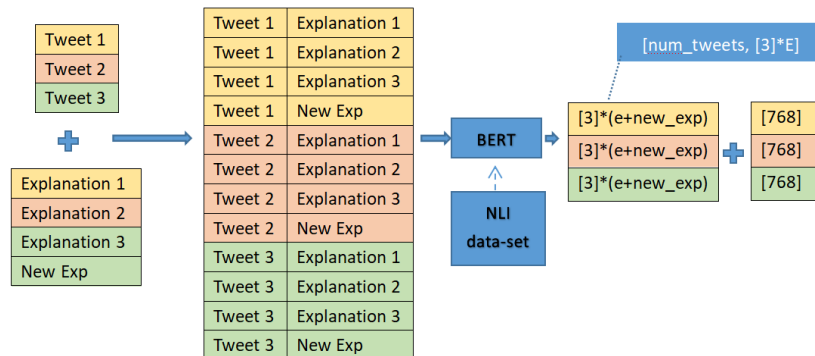 Tweet 1
Tweet 2
Tweet 3
Explanation 1
Explanation 2
Explanation 3
New Exp
Tweet 1 Explanation 1
Tweet 1 Explanation 2
Tweet 1 Explanation 3
Tweet 1 New Exp
Tweet 2 Explanation 1
Tweet 2 Explanation 2
Tweet 2 Explanation 3
Tweet 2 New Exp
Tweet 3 Explanation 1
Tweet 3 Explanation 2
Tweet 3 Explanation 3
Tweet 3 New Exp
BERT
NLI
data-set
[num_tweets, [3]*E]
[3]*(e+new_exp)
[3]*(e+new_exp)
[3]*(e+new_exp)
[768]
[768]
[768]